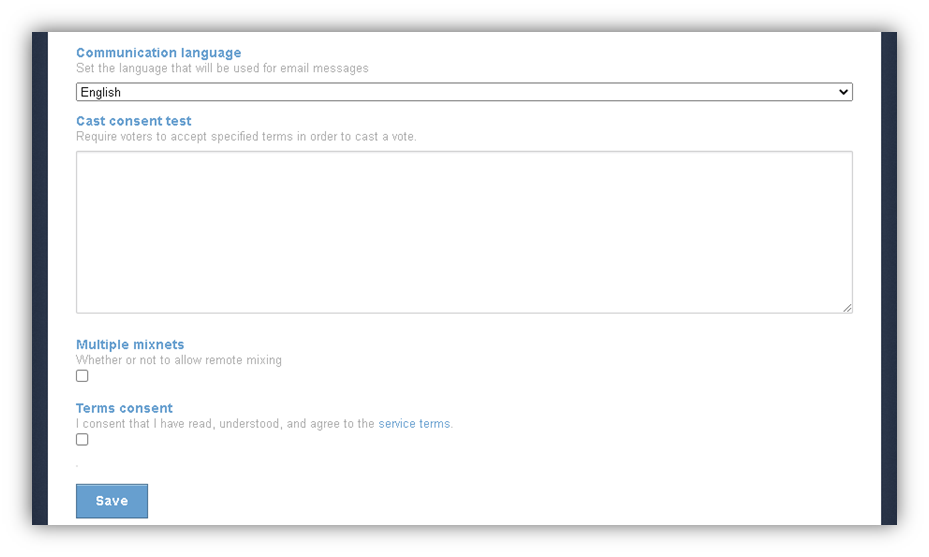 Communication language
Set the language that will be used for email messages
English
Cast consent test
Require voters to accept specified terms in order to cast a vote.
Multiple mixnets
Whether or not to allow remote mixing
Terms consent
I consent that I have read, understood, and agree to the service terms.
.
Save